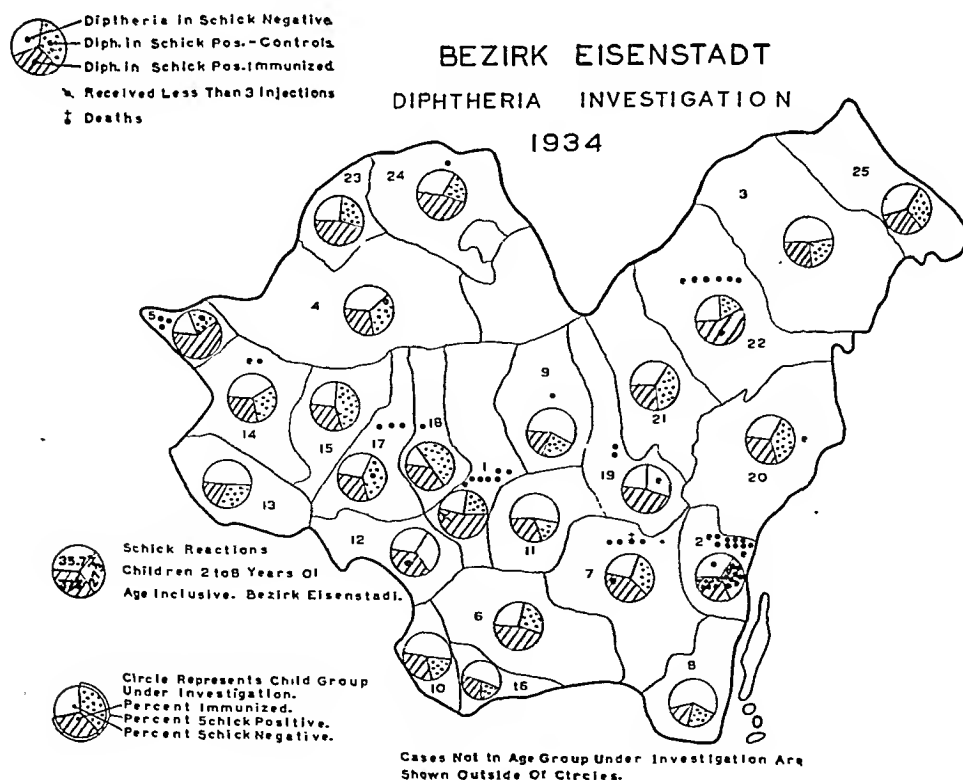 Diptheria in Schick Negative.
Diph. in Schick Pos.-Controls.
Diph. in Schick Pos. Immunized.
Received Less Than 3 Injections
Deaths
BEZIRK EISENSTADT
DIPHTHERIA INVESTIGATION
1934
23
24
3
25
4
5
22
9
14
15
17
18
21
1
19
20
13
12
11
7
2
6
10
16
8
35.7%
Schick Reactions
Children 2 to 8 Years Of
Age Inclusive. Bezirk Eisenstadt.
Circle Represents Child Group
Under Investigation.
Percent Immunized.
Percent Schick Positive.
Percent Schick Negative.
Cases Not In Age Group Under Investigation Are
Shown Outside Of Circles.